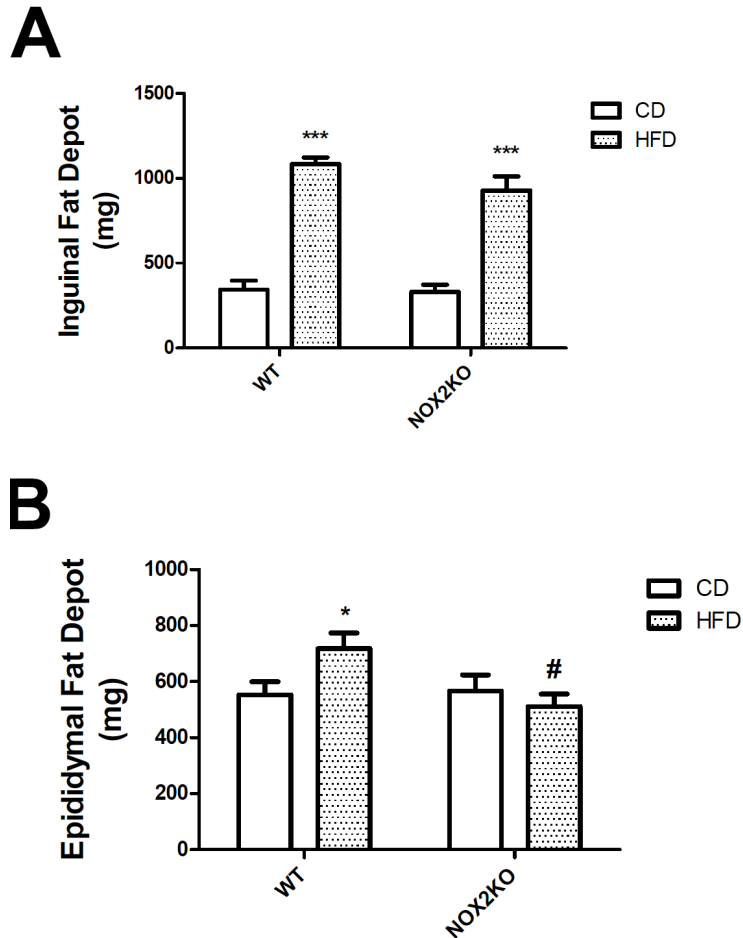 A
Inguinal Fat Depot
(mg)
1500
1000
500
0
***
***
WT
NOX2KO
CD
HFD
B
Epididymal Fat Depot
(mg)
1000
800
600
400
200
0
*
#
WT
NOX2KO
CD
HFD